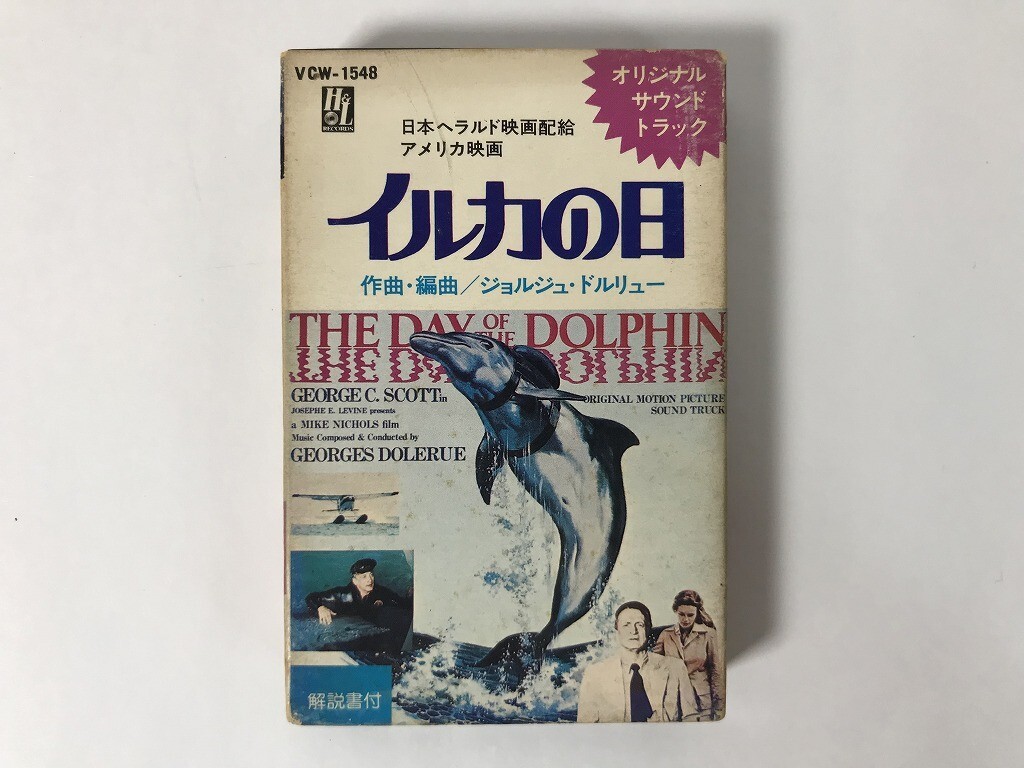 VCW-1548
H&L
RECORDS
オリジナル
サウンド
トラック
日本ヘラルド映画配給
アメリカ映画
イルカの日
作曲・編曲／ジョルジュ・ドルリュー
THE DAY OF THE DOLPHIN
THE DAY DOLPHIN
GEORGE C. SCOTT in
JOSEPHE E. LEVINE presents
a MIKE NICHOLS film
Music Composed & Conducted by
GEORGES DOLERUE
ORIGINAL MOTION PICTURE
SOUND TRUCK
解説書付